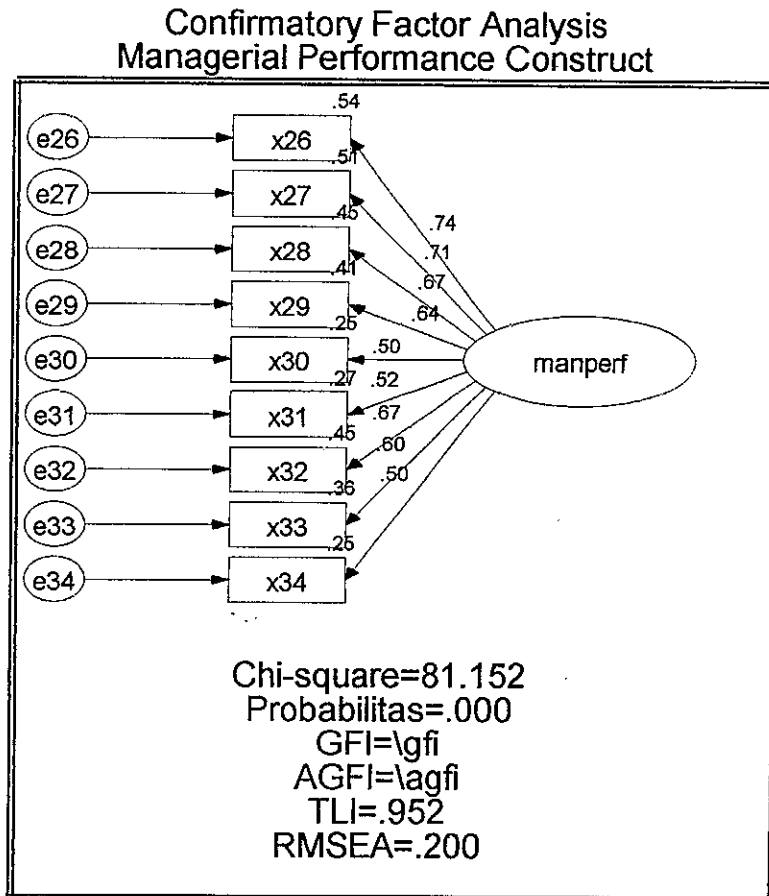 Confirmatory Factor Analysis
Managerial Performance Construct
.54
e26 x26
.51
e27 x27
.45
e28 x28
.41
e29 x29
.25
e30 x30
.27
e31 x31
.45
e32 x32
.36
e33 x33
.25
e34 x34
.74
.71
.67
.64
.50
.52
.67
.60
.50
manperf
Chi-square=81.152
Probabilitas=.000
GFI=\gfi
AGFI=\agfi
TLI=.952
RMSEA=.200